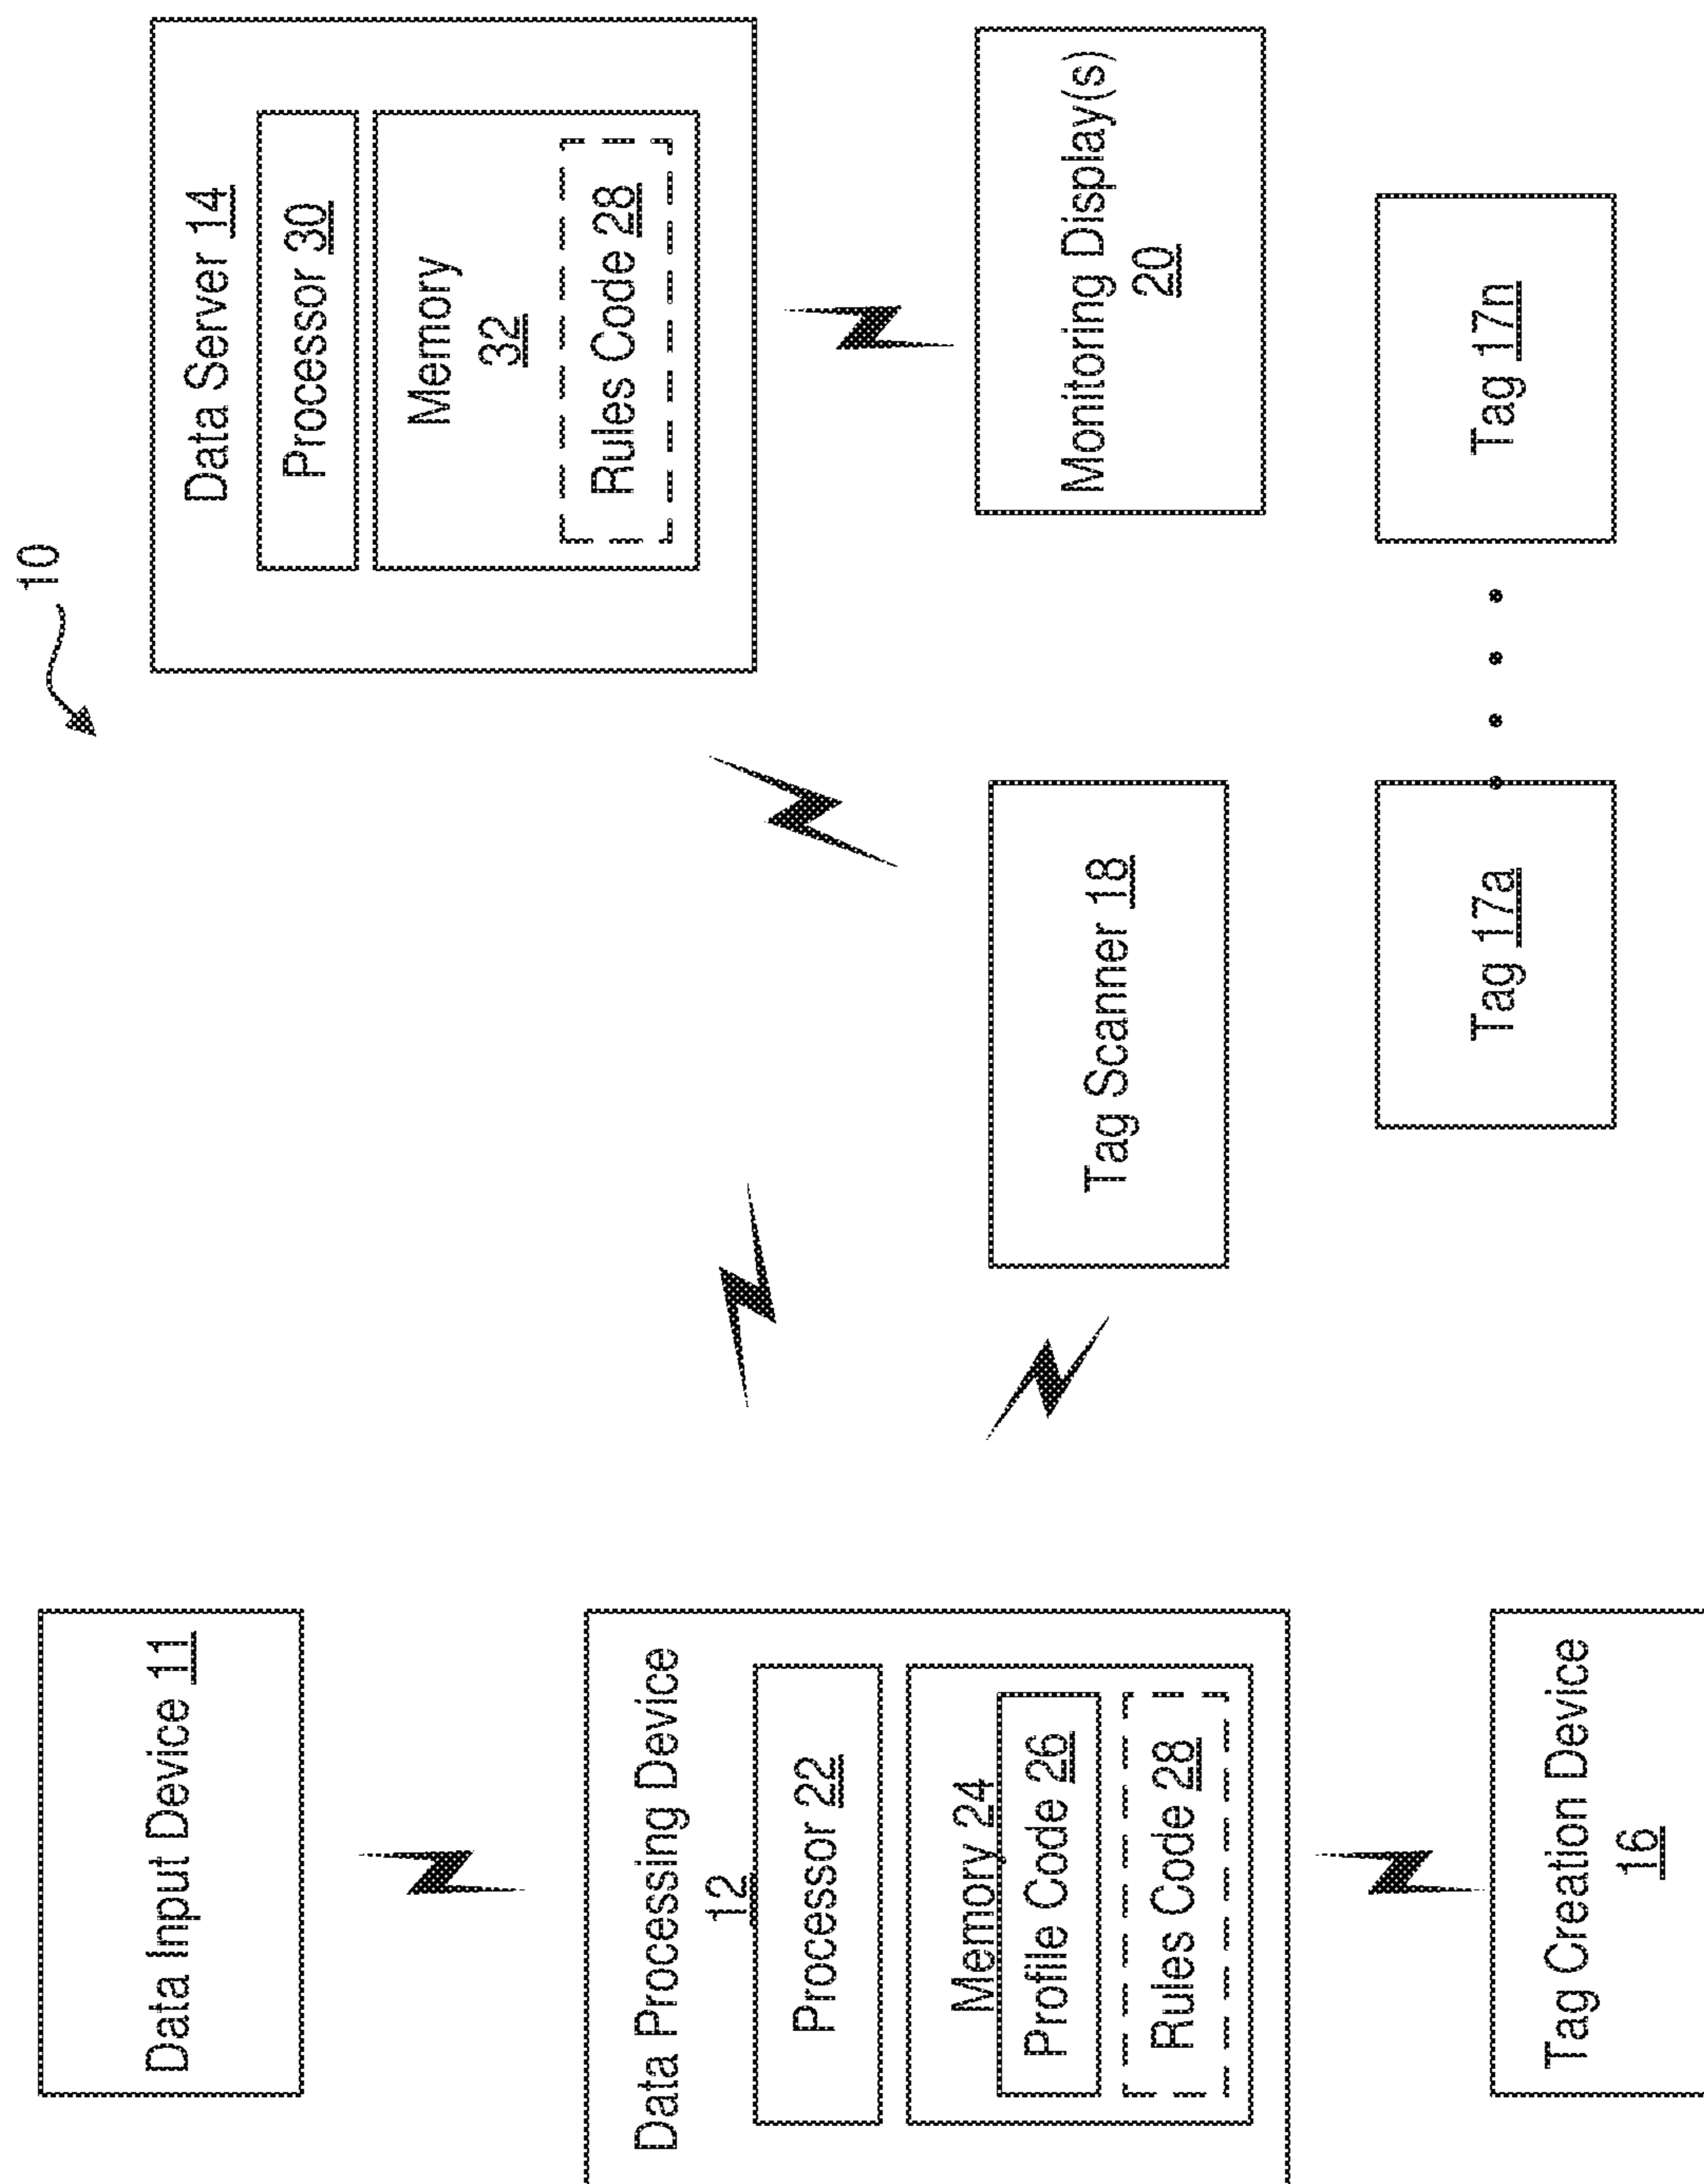 10
Data Input Device 11
Data Processing Device
12
Processor 22
Memory 24
Profile Code 26
Rules Code 28
Tag Creation Device
16
Data Server 14
Processor 30
Memory
32
Rules Code 28
Tag Scanner 18
Monitoring Display(s)
20
Tag 17a
Tag 17n